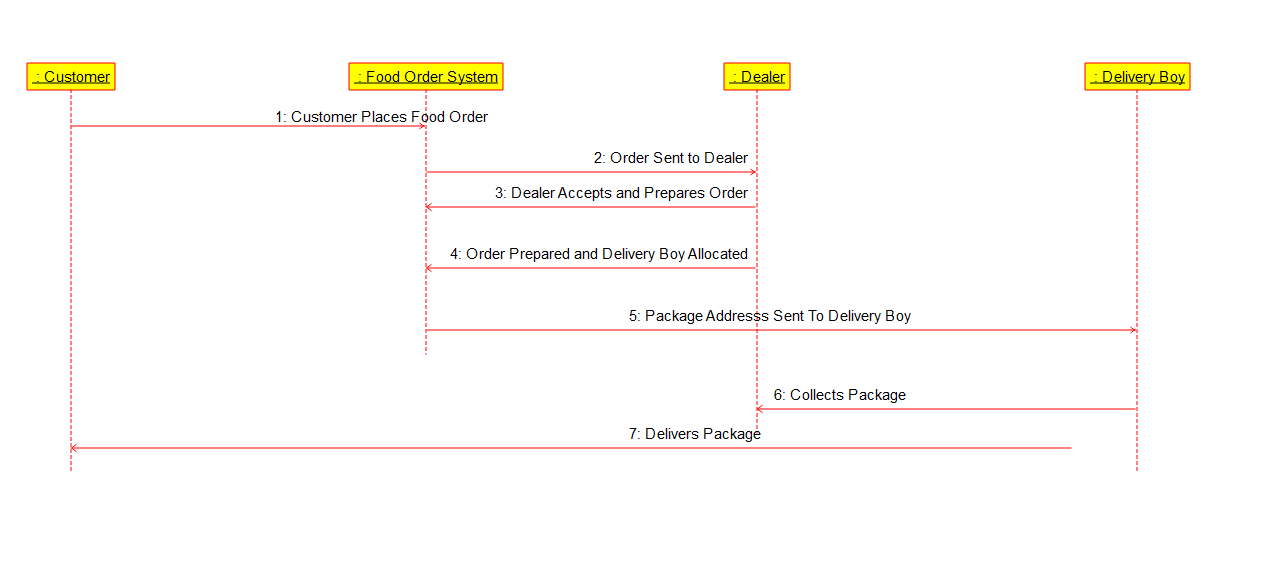 : Customer
: Food Order System
: Dealer
: Delivery Boy
1: Customer Places Food Order
2: Order Sent to Dealer
3: Dealer Accepts and Prepares Order
4: Order Prepared and Delivery Boy Allocated
5: Package Addresss Sent To Delivery Boy
6: Collects Package
7: Delivers Package